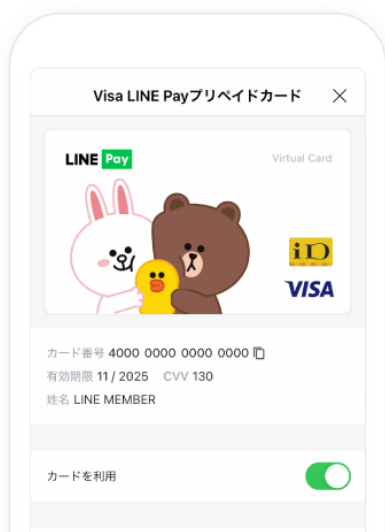 Visa LINE Payプリペイドカード
LINE Pay
Virtual Card
iD
VISA
カード番号 4000 0000 0000 0000
有効期限 11 / 2025 CVV 130
姓名 LINE MEMBER
カードを利用